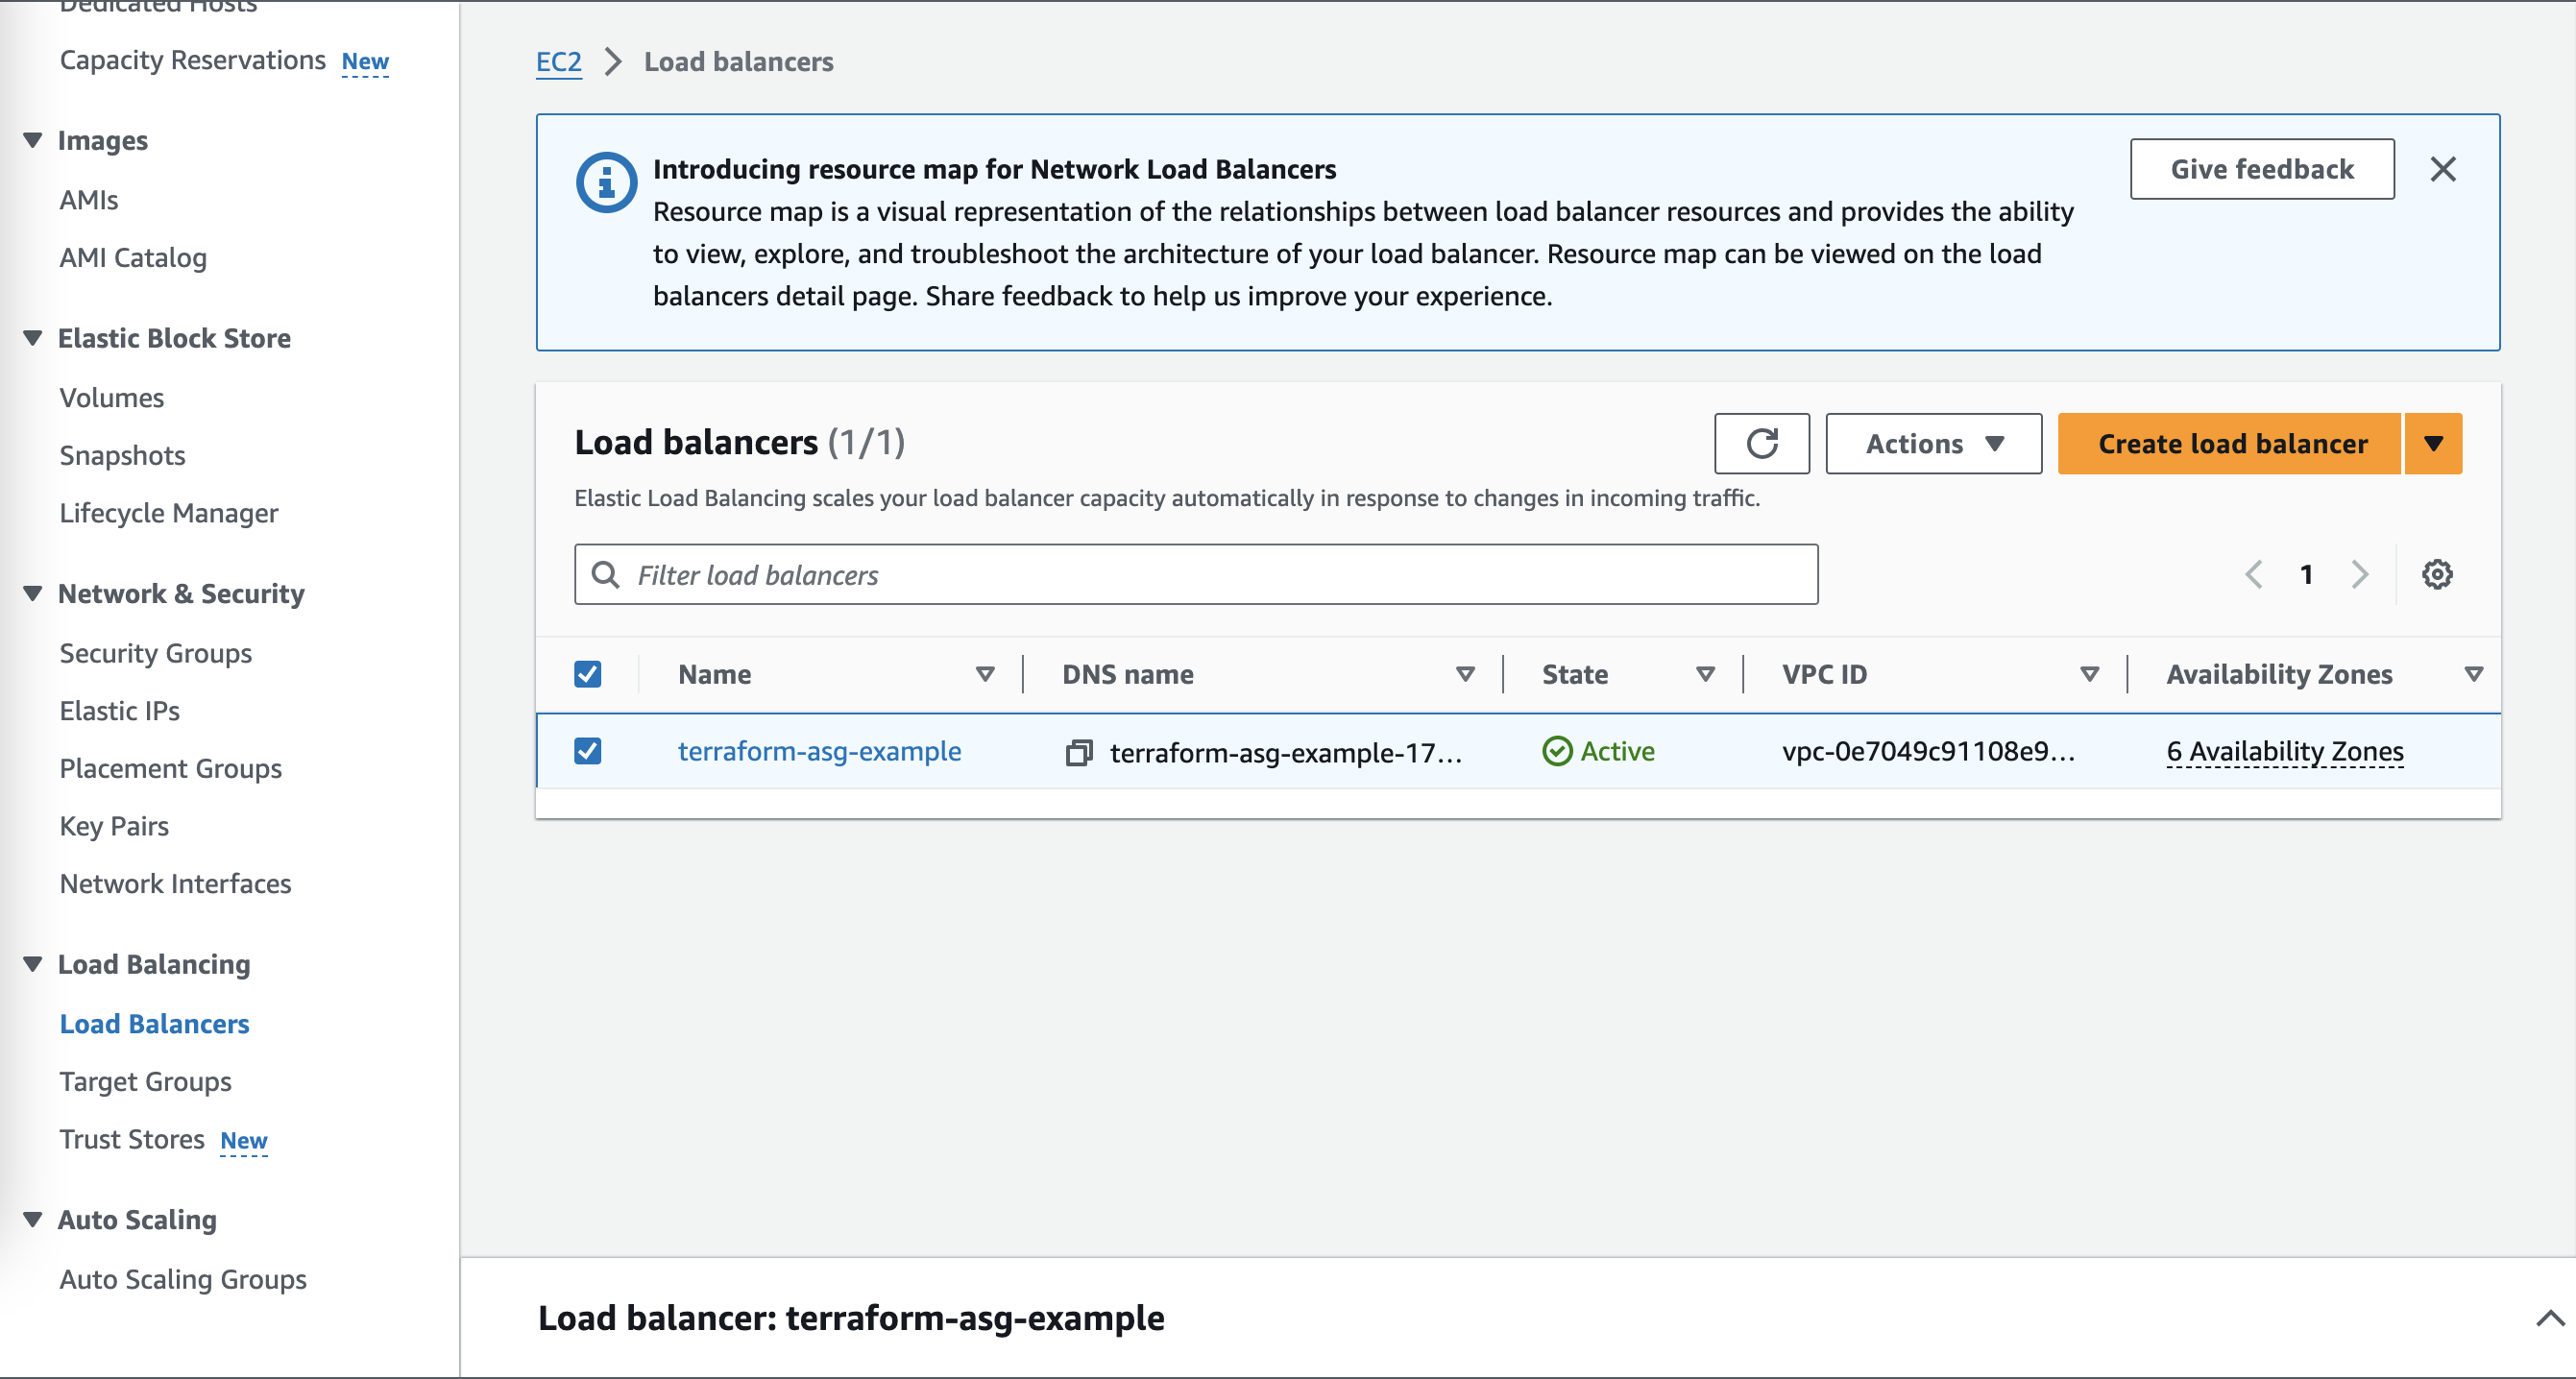 Dedicated Hosts
Capacity Reservations New
Images
AMIs
AMI Catalog
Elastic Block Store
Volumes
Snapshots
Lifecycle Manager
Network & Security
Security Groups
Elastic IPs
Placement Groups
Key Pairs
Network Interfaces
Load Balancing
Load Balancers
Target Groups
Trust Stores New
Auto Scaling
Auto Scaling Groups
EC2 Load balancers
Introducing resource map for Network Load Balancers
Resource map is a visual representation of the relationships between load balancer resources and provides the ability
to view, explore, and troubleshoot the architecture of your load balancer. Resource map can be viewed on the load
balancers detail page. Share feedback to help us improve your experience.
Give feedback
Load balancers (1/1)
Actions
Create load balancer
Elastic Load Balancing scales your load balancer capacity automatically in response to changes in incoming traffic.
Filter load balancers
1
Name DNS name State VPC ID Availability Zones
terraform-asg-example terraform-asg-example-17... Active vpc-0e7049c91108e9... 6 Availability Zones
Load balancer: terraform-asg-example